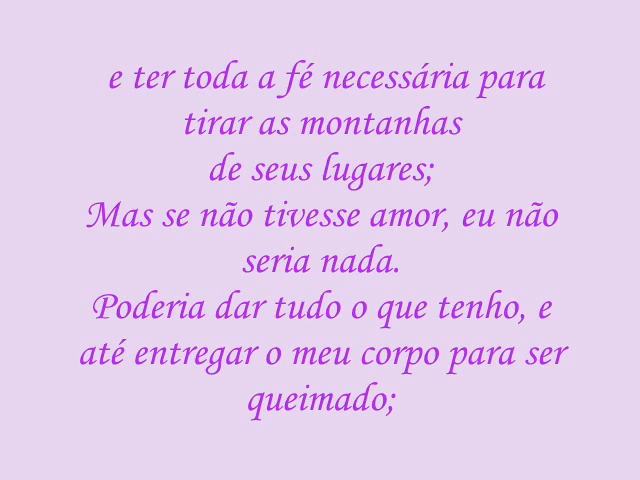 e ter toda a fé necessária para
tirar as montanhas
de seus lugares;
Mas se não tivesse amor, eu não
seria nada.
Poderia dar tudo o que tenho, e
até entregar o meu corpo para ser
queimado;